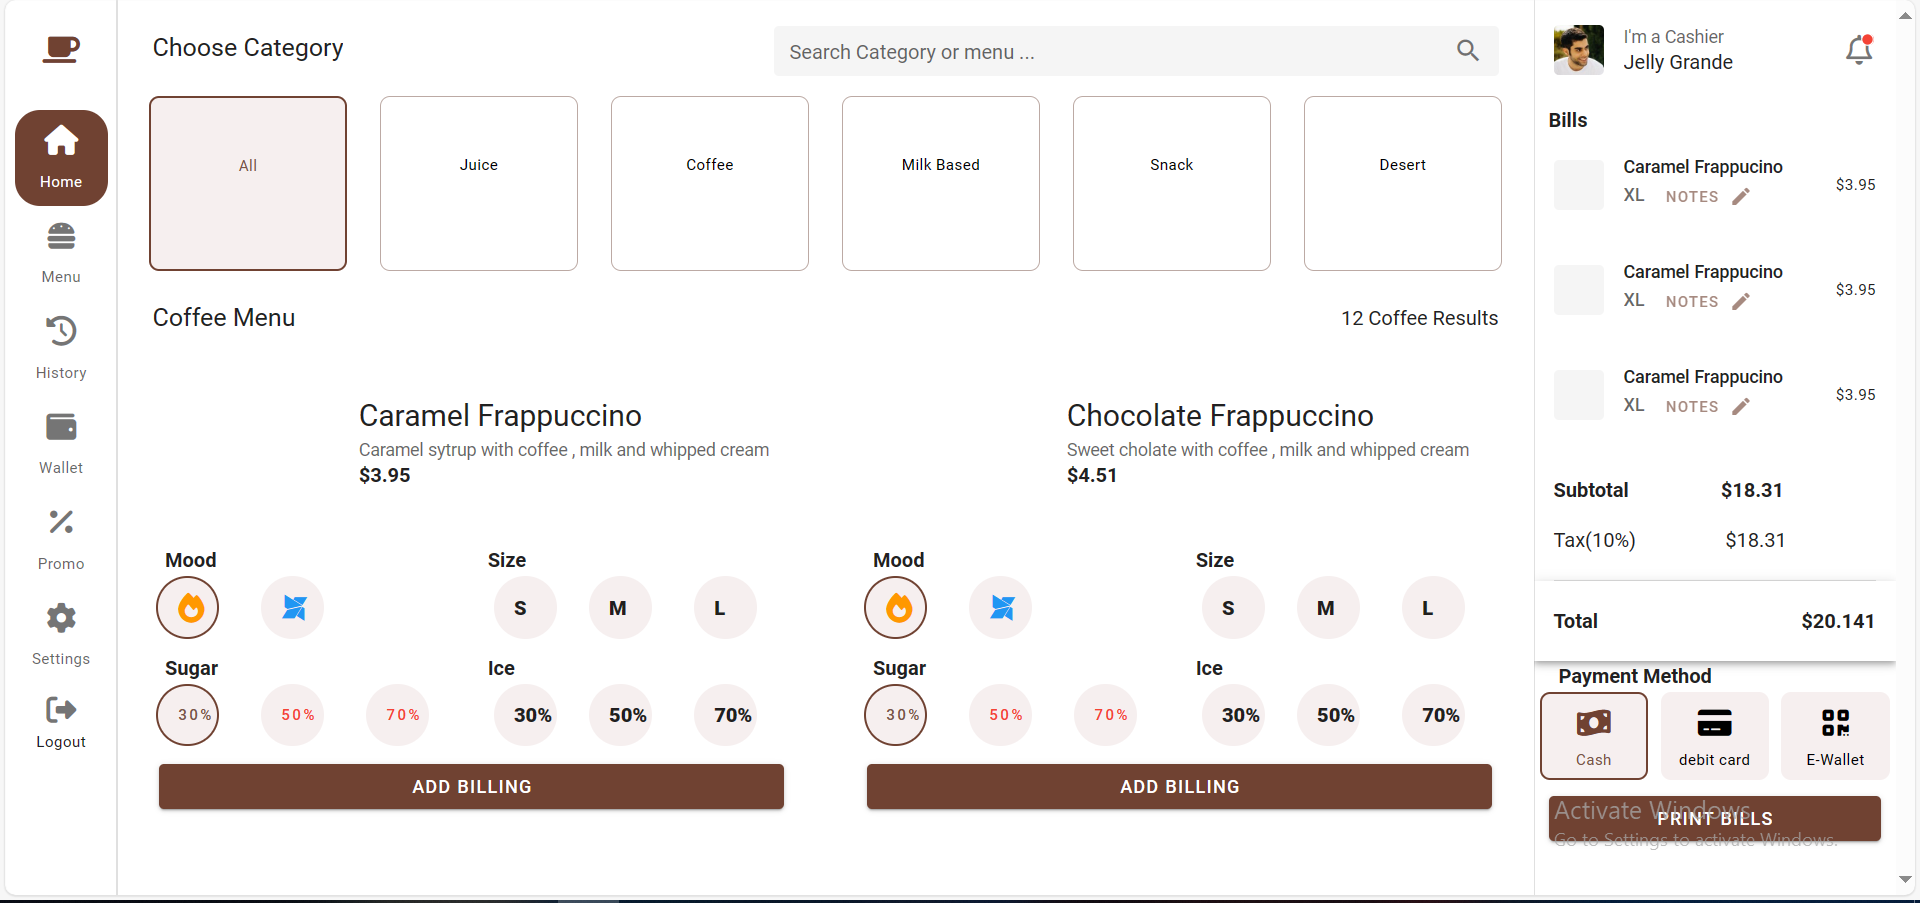 Choose Category
Search Category or menu ...
All
Juice
Coffee
Milk Based
Snack
Desert
Home
Menu
History
Wallet
Promo
Settings
Logout
Coffee Menu
12 Coffee Results
Caramel Frappuccino
Caramel sytrup with coffee , milk and whipped cream
$3.95
Mood
Size
S
M
L
Sugar
Ice
30%
50%
70%
30%
50%
70%
ADD BILLING
Chocolate Frappuccino
Sweet cholate with coffee , milk and whipped cream
$4.51
Mood
Size
S
M
L
Sugar
Ice
30%
50%
70%
30%
50%
70%
ADD BILLING
I'm a Cashier
Jelly Grande
Bills
Caramel Frappucino
XL NOTES
$3.95
Caramel Frappucino
XL NOTES
$3.95
Caramel Frappucino
XL NOTES
$3.95
Subtotal $18.31
Tax(10%) $18.31
Total $20.141
Payment Method
Cash
debit card
E-Wallet
PRINT BILLS
Activate Windows
Go to Settings to activate Windows.